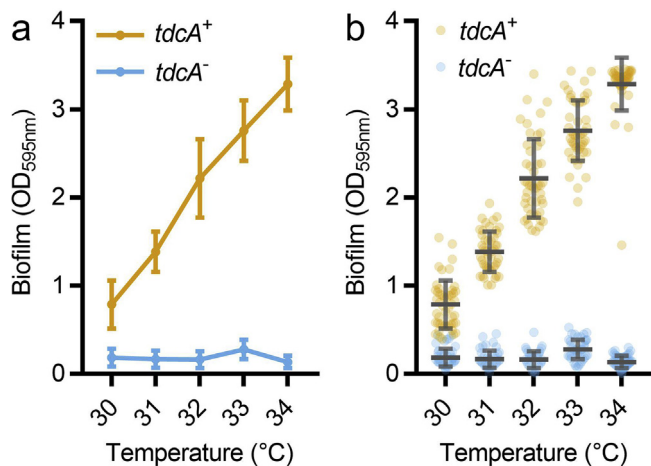 a
tdcA+
tdcA-
Biofilm (OD595nm)
4
3
2
1
0
30
31
32
33
34
Temperature (°C)
b
tdcA+
tdcA-
Biofilm (OD595nm)
4
3
2
1
0
30
31
32
33
34
Temperature (°C)